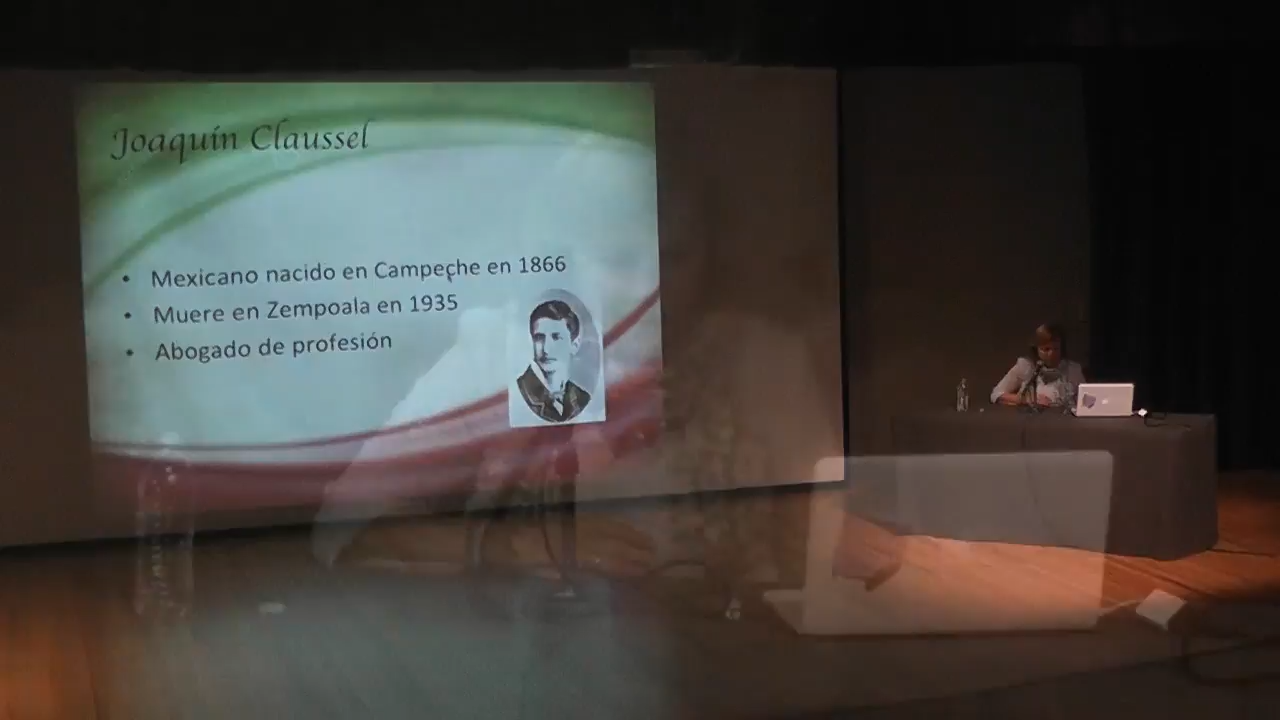 Joaquín Claussel
• Mexicano nacido en Campeche en 1866
• Muere en Zempoala en 1935
• Abogado de profesión